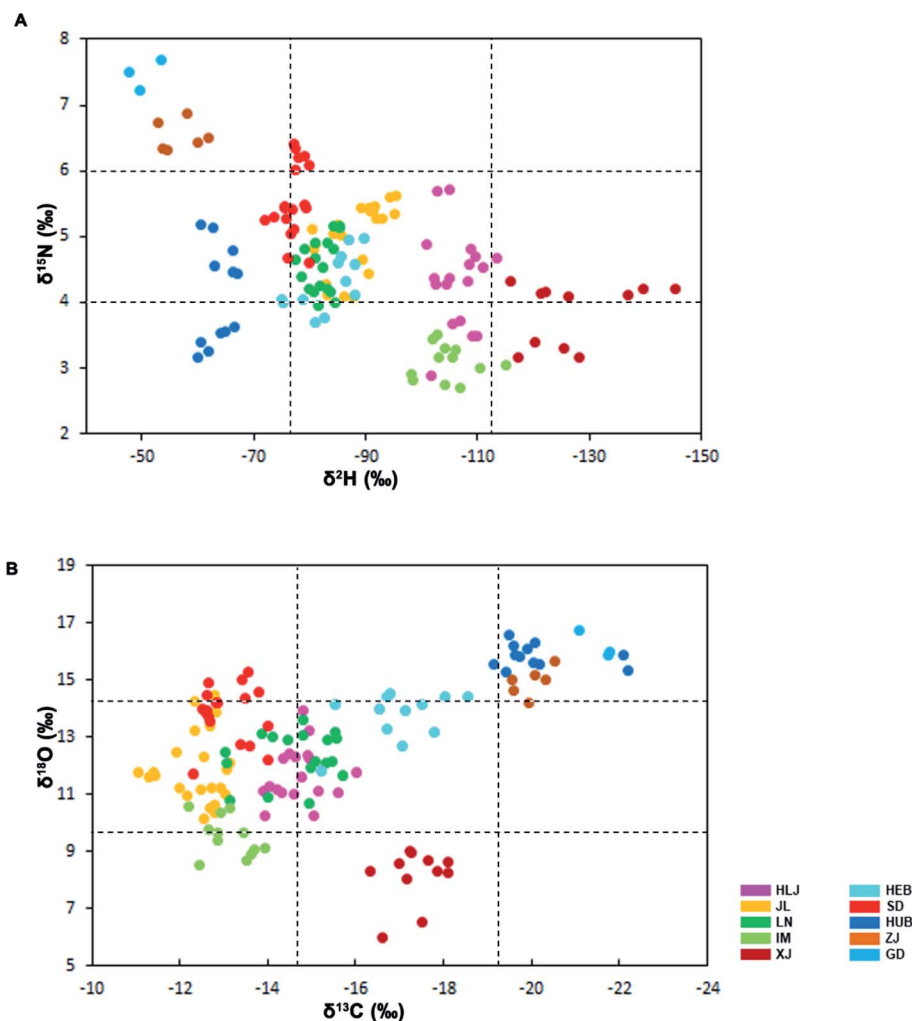 A
8
7
6
5
4
3
2
δ15N (‰)
-50 -70 -90 -110 -130 -150
δ2H (‰)
B
19
17
15
13
11
9
7
5
δ18O (‰)
-10 -12 -14 -16 -18 -20 -22 -24
δ13C (‰)
HLJ HEB
JL SD
LN HUB
IM ZJ
XJ GD